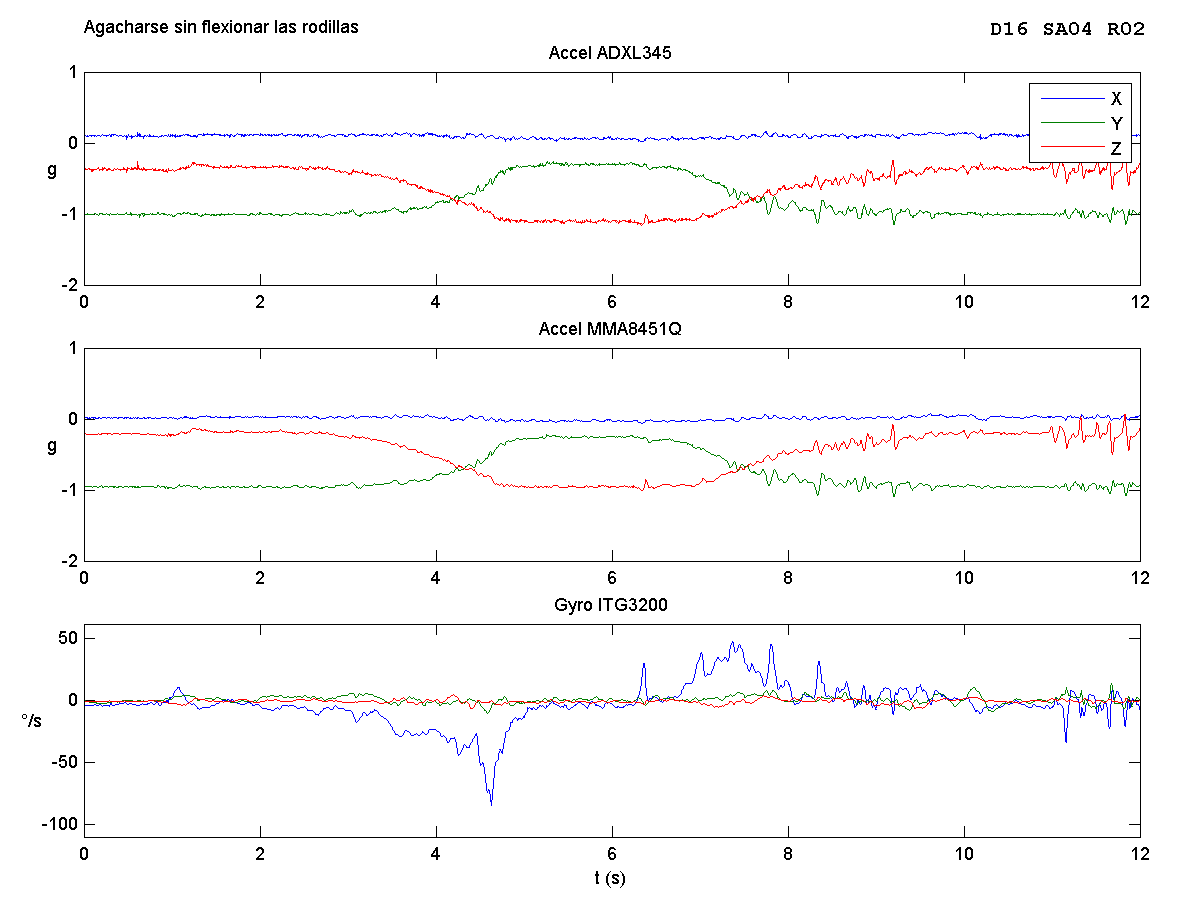 Agacharse sin flexionar las rodillas
D16 SA04 R02
Accel ADXL345
1
0
-1
-2
g
X
Y
Z
0 2 4 6 8 10 12
Accel MMA8451Q
1
0
-1
-2
g
0 2 4 6 8 10 12
Gyro ITG3200
50
0
-50
-100
°/s
0 2 4 6 8 10 12
t (s)